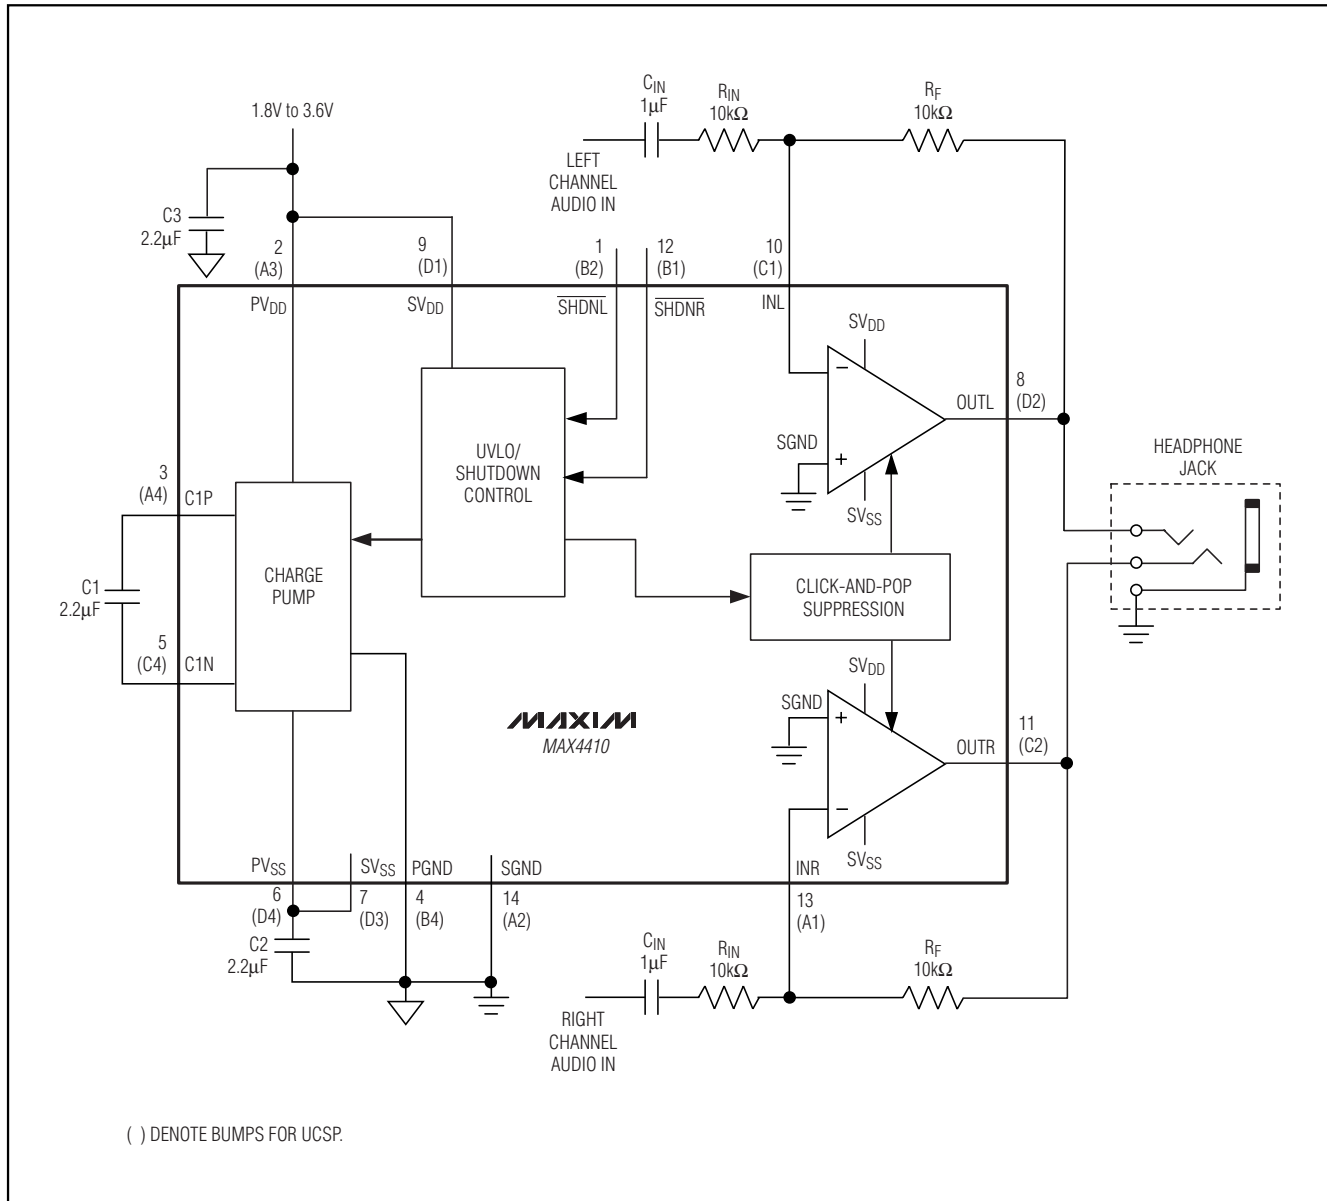 1.8V to 3.6V
C3
2.2µF
2
(A3)
PVDD
9
(D1)
SVDD
CIN
1µF
RIN
10kΩ
RF
10kΩ
LEFT
CHANNEL
AUDIO IN
1
(B2)
SHDNL
12
(B1)
SHDNR
10
(C1)
INL
SVDD
−
SGND
+
SVSS
OUTL
8
(D2)
HEADPHONE
JACK
UVLO/
SHUTDOWN
CONTROL
3
(A4)
C1P
C1
2.2µF
5
(C4)
C1N
CHARGE
PUMP
CLICK-AND-POP
SUPPRESSION
MAXIM
MAX4410
SVDD
SGND
+
−
SVSS
OUTR
11
(C2)
INR
13
(A1)
PVSS
6
(D4)
SVSS
7
(D3)
PGND
4
(B4)
SGND
14
(A2)
C2
2.2µF
CIN
1µF
RIN
10kΩ
RF
10kΩ
RIGHT
CHANNEL
AUDIO IN
( ) DENOTE BUMPS FOR UCSP.